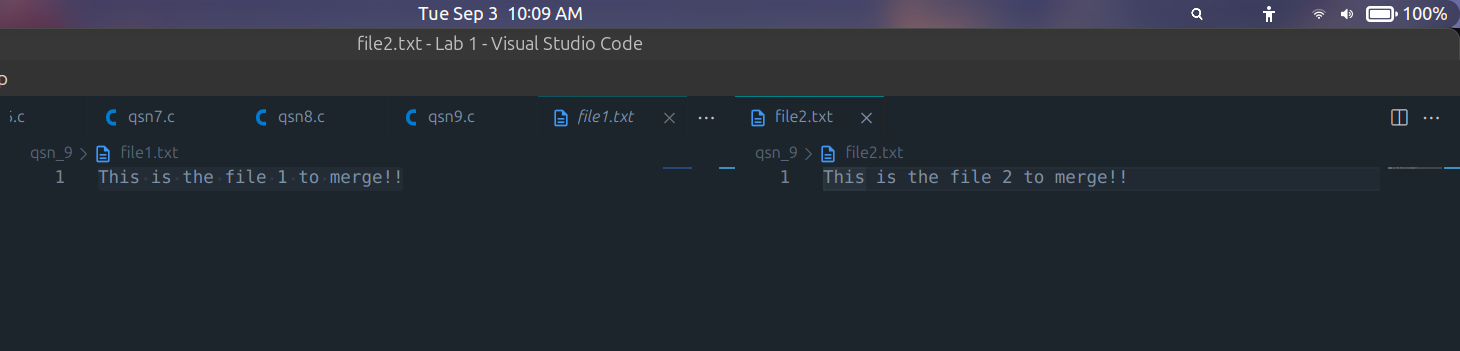 Tue Sep 3 10:09 AM
100%
file2.txt - Lab 1 - Visual Studio Code
qsn7.c
qsn8.c
qsn9.c
file1.txt
file2.txt
qsn_9 > file1.txt
1 This is the file 1 to merge!!
qsn_9 > file2.txt
1 This is the file 2 to merge!!